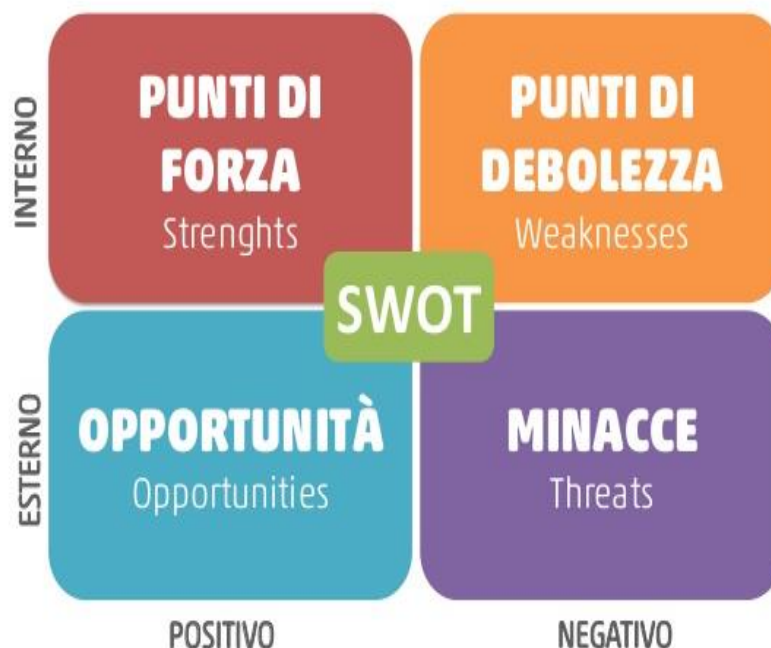 INTERNO
PUNTI DI
FORZA
Strenghts
PUNTI DI
DEBOLEZZA
Weaknesses
SWOT
ESTERNO
OPPORTUNITÀ
Opportunities
MINACCE
Threats
POSITIVO
NEGATIVO